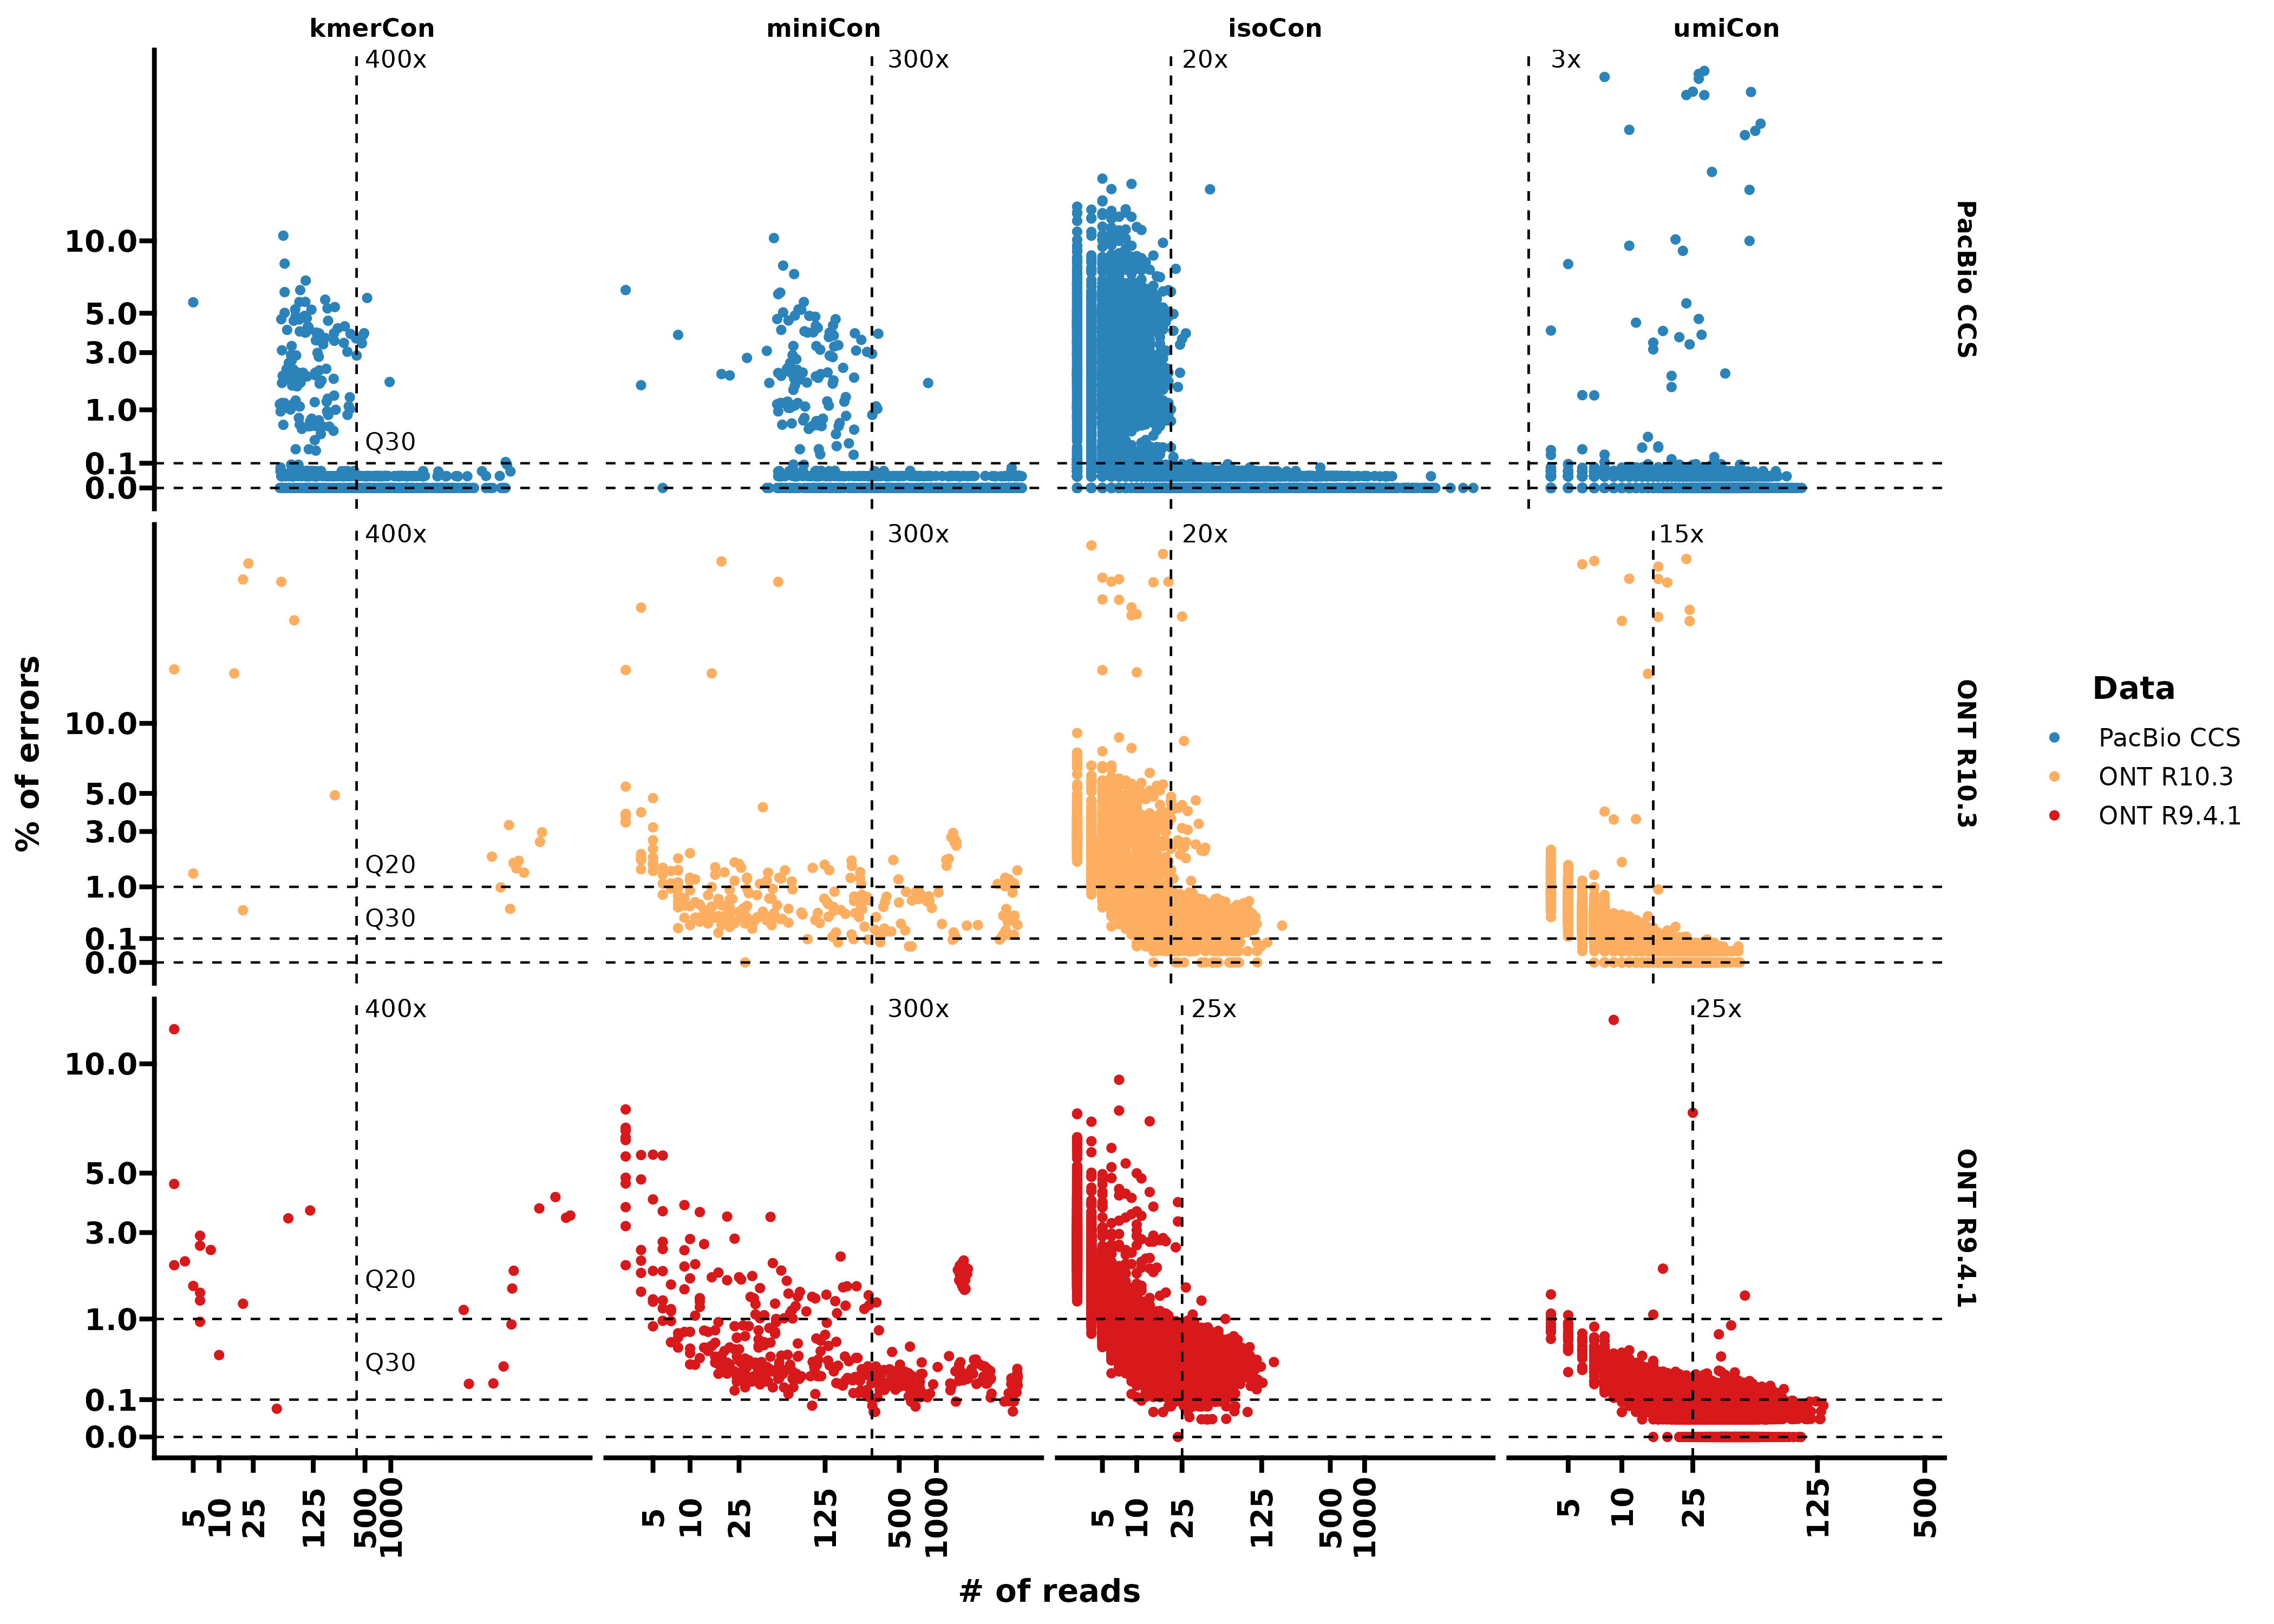 kmerCon miniCon isoCon umiCon
400x 300x 20x 3x
10.0
5.0
3.0
1.0
Q30
0.1
0.0
PacBio CCS
400x 300x 20x 15x
10.0
5.0
3.0
Q20
1.0
Q30
0.1
0.0
ONT R10.3
400x 300x 25x 25x
10.0
5.0
3.0
Q20
1.0
Q30
0.1
0.0
ONT R9.4.1
% of errors
5 10 25 125 500 1000 5 10 25 125 500 1000 5 10 25 125 500 1000 5 10 25 125 500
# of reads
Data
PacBio CCS
ONT R10.3
ONT R9.4.1